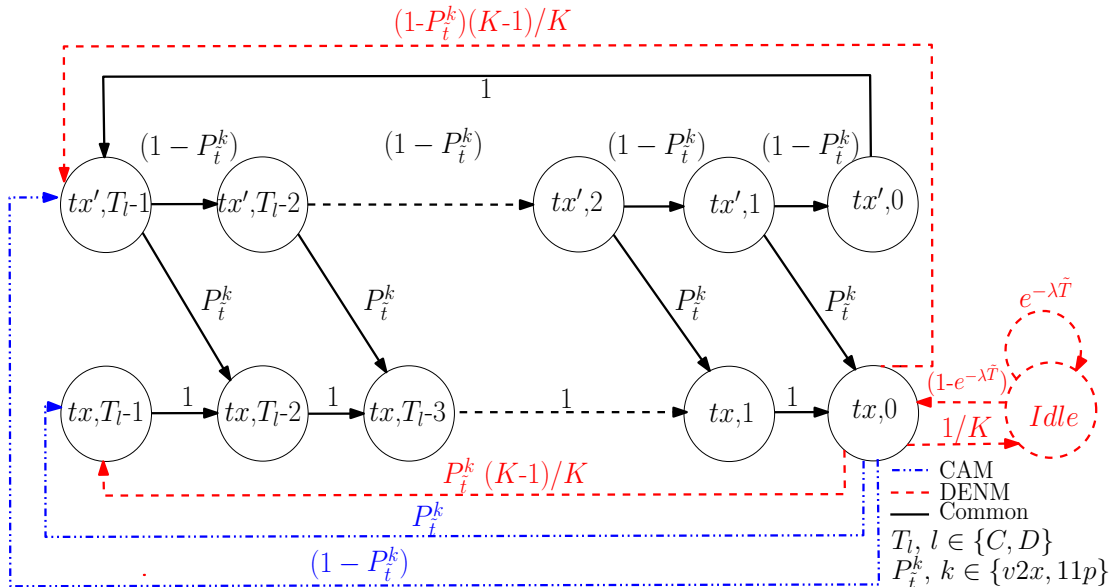 (1-P_{\tilde{t}}^{k})(K-1)/K
1
(1 − P_{\tilde{t}}^{k})
(1 − P_{\tilde{t}}^{k})
(1 − P_{\tilde{t}}^{k})
(1 − P_{\tilde{t}}^{k})
tx′,T_l-1
tx′,T_l-2
tx′,2
tx′,1
tx′,0
P_{\tilde{t}}^{k}
P_{\tilde{t}}^{k}
P_{\tilde{t}}^{k}
P_{\tilde{t}}^{k}
e^{-λ\tilde{T}}
(1-e^{-λ\tilde{T}})
tx,T_l-1
1
tx,T_l-2
1
tx,T_l-3
1
tx,1
1
tx,0
Idle
1/K
P_{\tilde{t}}^{k} (K-1)/K
P_{\tilde{t}}^{k}
(1 − P_{\tilde{t}}^{k})
CAM
DENM
Common
T_l, l ∈ {C, D}
P_{\tilde{t}}^{k}, k ∈ {v2x, 11p}